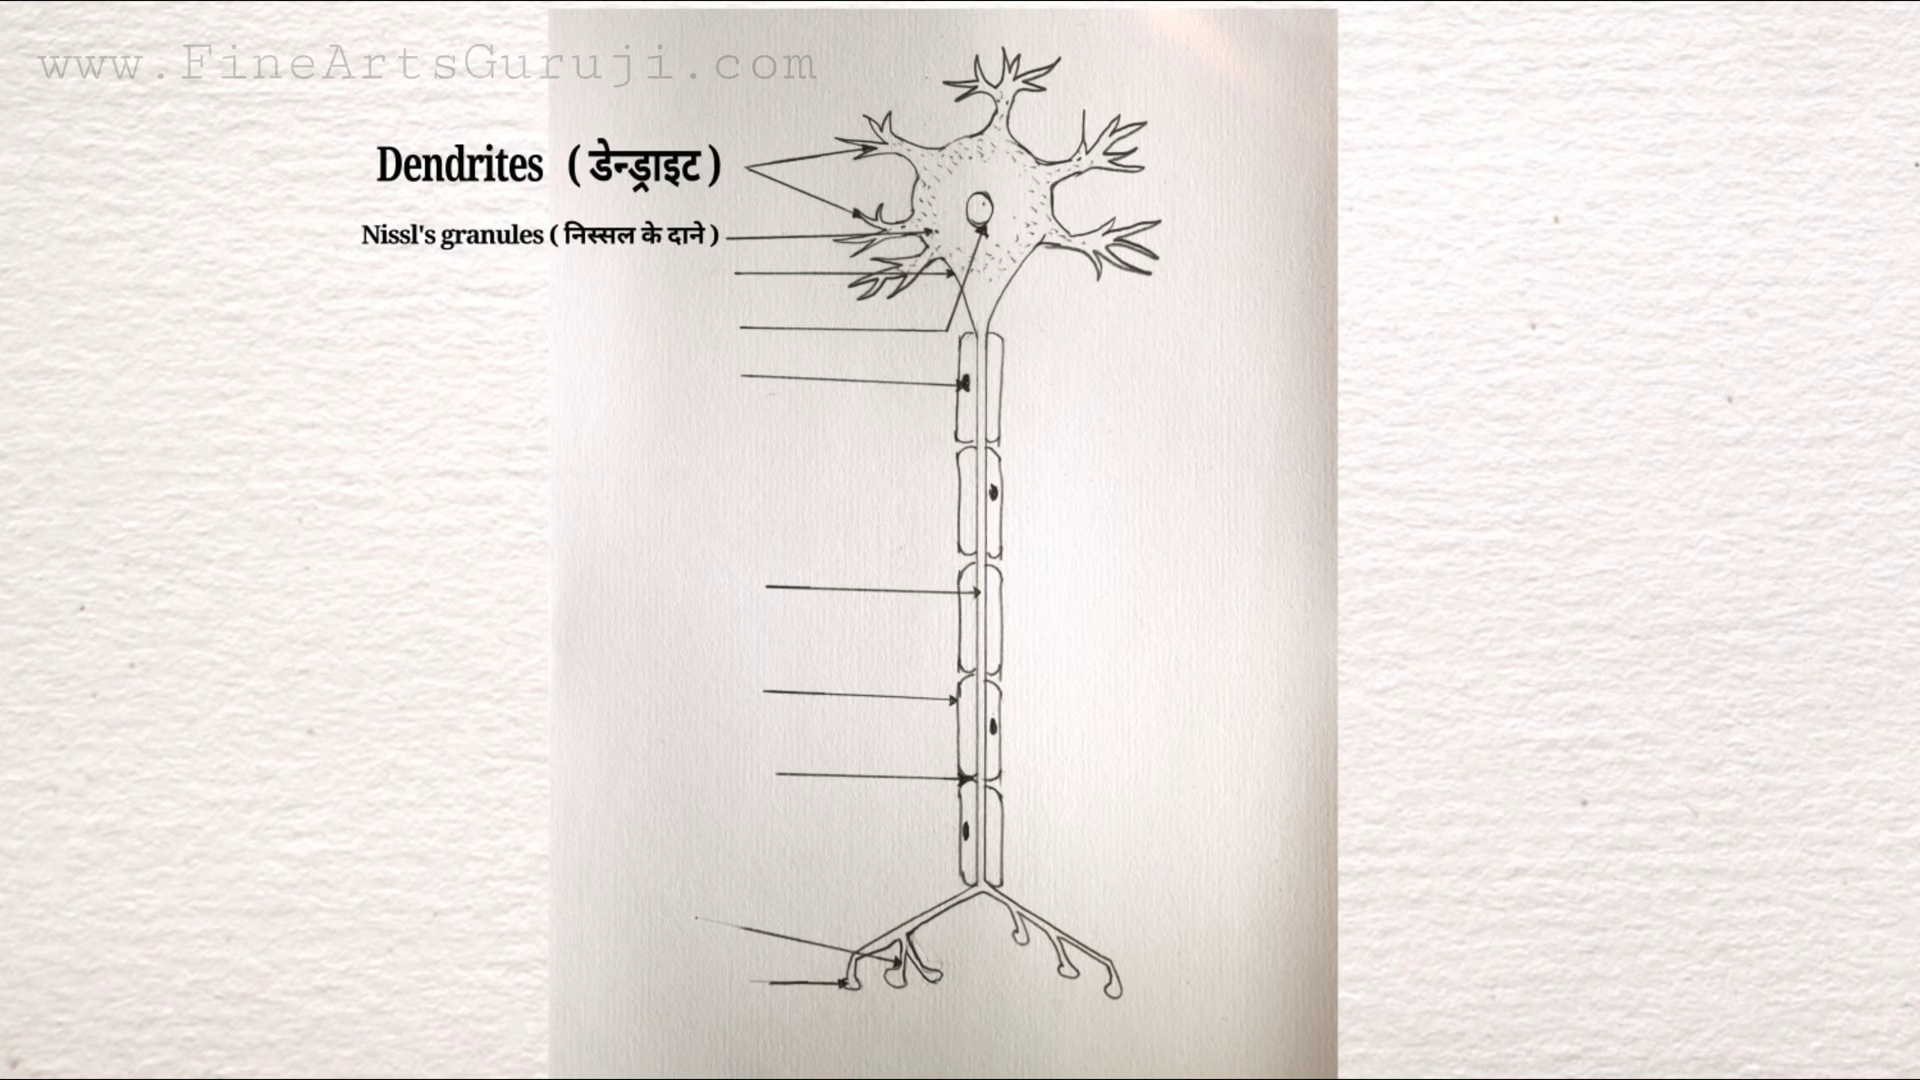 www.FineArtsGuruji.com
Dendrites ( डेन्ड्राइट )
Nissl's granules ( निस्सल के दाने )